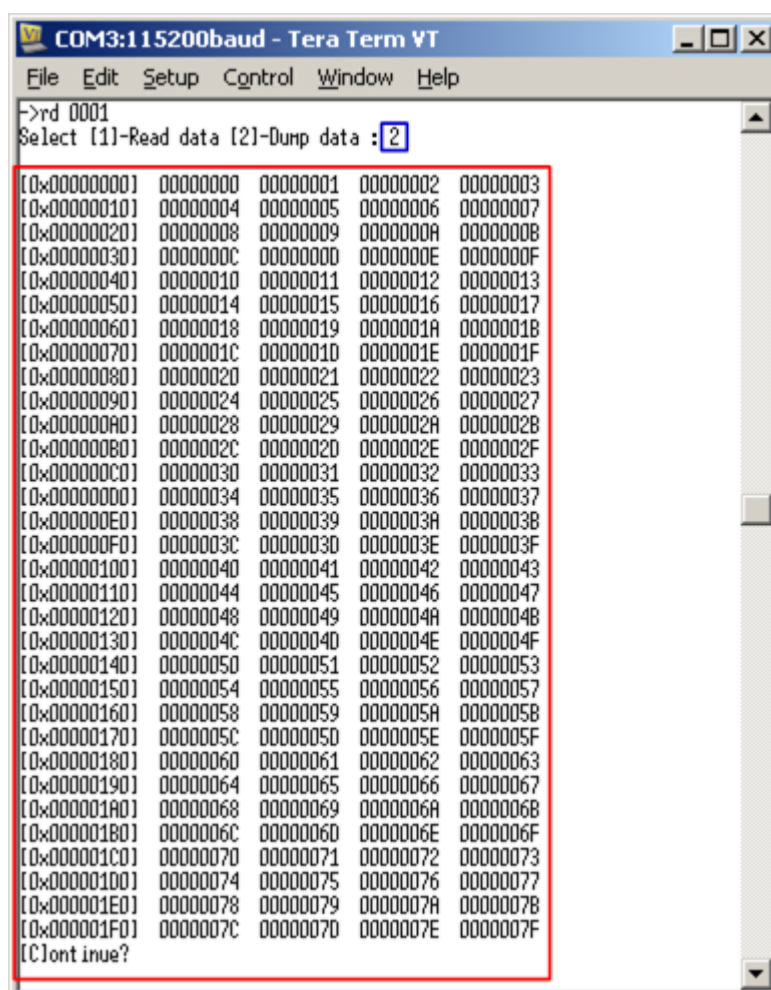 COM3:115200baud - Tera Term VT
File Edit Setup Control Window Help
->rd 0001
Select [1]-Read data [2]-Dump data : 2
[0x00000000] 00000000 00000001 00000002 00000003
[0x00000010] 00000004 00000005 00000006 00000007
[0x00000020] 00000008 00000009 0000000A 0000000B
[0x00000030] 0000000C 0000000D 0000000E 0000000F
[0x00000040] 00000010 00000011 00000012 00000013
[0x00000050] 00000014 00000015 00000016 00000017
[0x00000060] 00000018 00000019 0000001A 0000001B
[0x00000070] 0000001C 0000001D 0000001E 0000001F
[0x00000080] 00000020 00000021 00000022 00000023
[0x00000090] 00000024 00000025 00000026 00000027
[0x000000A0] 00000028 00000029 0000002A 0000002B
[0x000000B0] 0000002C 0000002D 0000002E 0000002F
[0x000000C0] 00000030 00000031 00000032 00000033
[0x000000D0] 00000034 00000035 00000036 00000037
[0x000000E0] 00000038 00000039 0000003A 0000003B
[0x000000F0] 0000003C 0000003D 0000003E 0000003F
[0x00000100] 00000040 00000041 00000042 00000043
[0x00000110] 00000044 00000045 00000046 00000047
[0x00000120] 00000048 00000049 0000004A 0000004B
[0x00000130] 0000004C 0000004D 0000004E 0000004F
[0x00000140] 00000050 00000051 00000052 00000053
[0x00000150] 00000054 00000055 00000056 00000057
[0x00000160] 00000058 00000059 0000005A 0000005B
[0x00000170] 0000005C 0000005D 0000005E 0000005F
[0x00000180] 00000060 00000061 00000062 00000063
[0x00000190] 00000064 00000065 00000066 00000067
[0x000001A0] 00000068 00000069 0000006A 0000006B
[0x000001B0] 0000006C 0000006D 0000006E 0000006F
[0x000001C0] 00000070 00000071 00000072 00000073
[0x000001D0] 00000074 00000075 00000076 00000077
[0x000001E0] 00000078 00000079 0000007A 0000007B
[0x000001F0] 0000007C 0000007D 0000007E 0000007F
[C]ontinue?